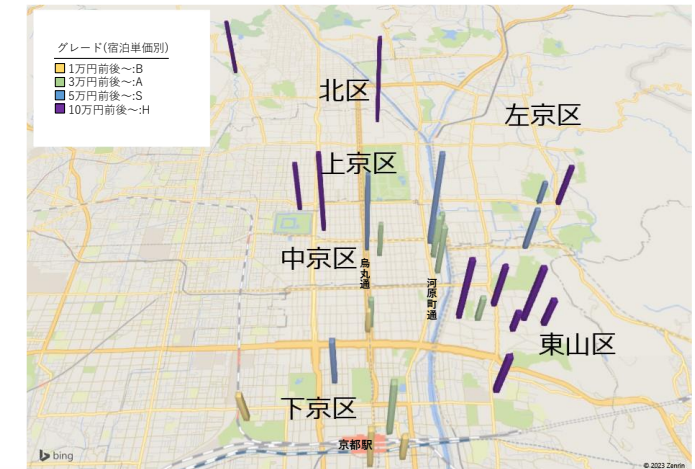 グレード(宿泊単価別)
1万円前後～:B
3万円前後～:A
5万円前後～:S
10万円前後～:H
北区
左京区
上京区
中京区
烏丸通
河原町通
東山区
下京区
京都駅
bing
© 2023 Zenrin